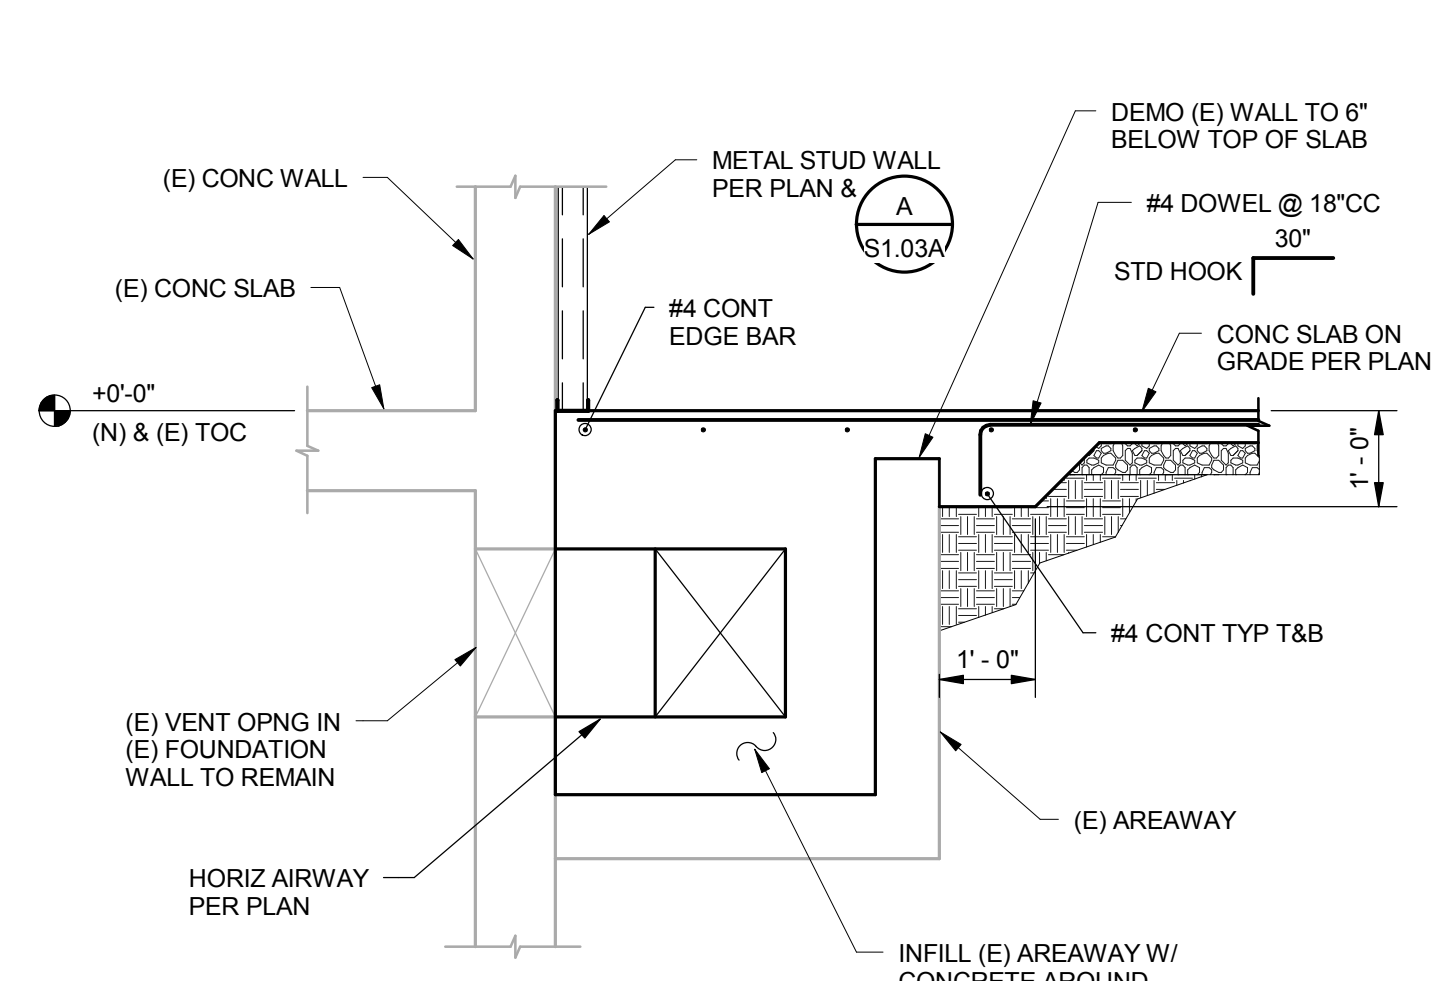 DEMO (E) WALL TO 6"
BELOW TOP OF SLAB
METAL STUD WALL
PER PLAN &
A
S1.03A
(E) CONC WALL
#4 DOWEL @ 18"CC
30"
STD HOOK
(E) CONC SLAB
#4 CONT
EDGE BAR
CONC SLAB ON
GRADE PER PLAN
+0'-0"
(N) & (E) TOC
1' - 0"
#4 CONT TYP T&B
1' - 0"
(E) VENT OPNG IN
(E) FOUNDATION
WALL TO REMAIN
(E) AREAWAY
HORIZ AIRWAY
PER PLAN
INFILL (E) AREAWAY W/
CONCRETE AROUND